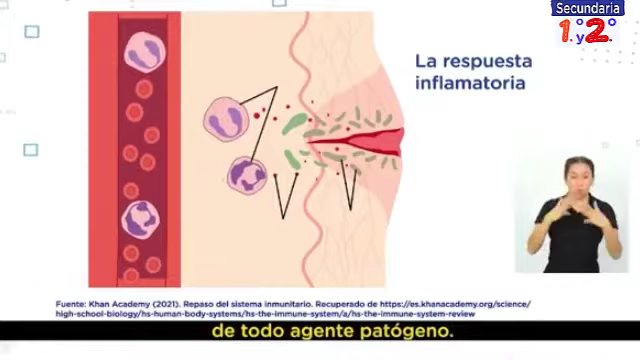 Secundaria
1.° y 2.°
La respuesta
inflamatoria
Fuente: Khan Academy (2021). Repaso del sistema inmunitario. Recuperado de https://es.khanacademy.org/science/
high-school-biology/hs-human-body-systems/hs-the-immune-system/a/hs-the-immune-system-review
de todo agente patógeno.